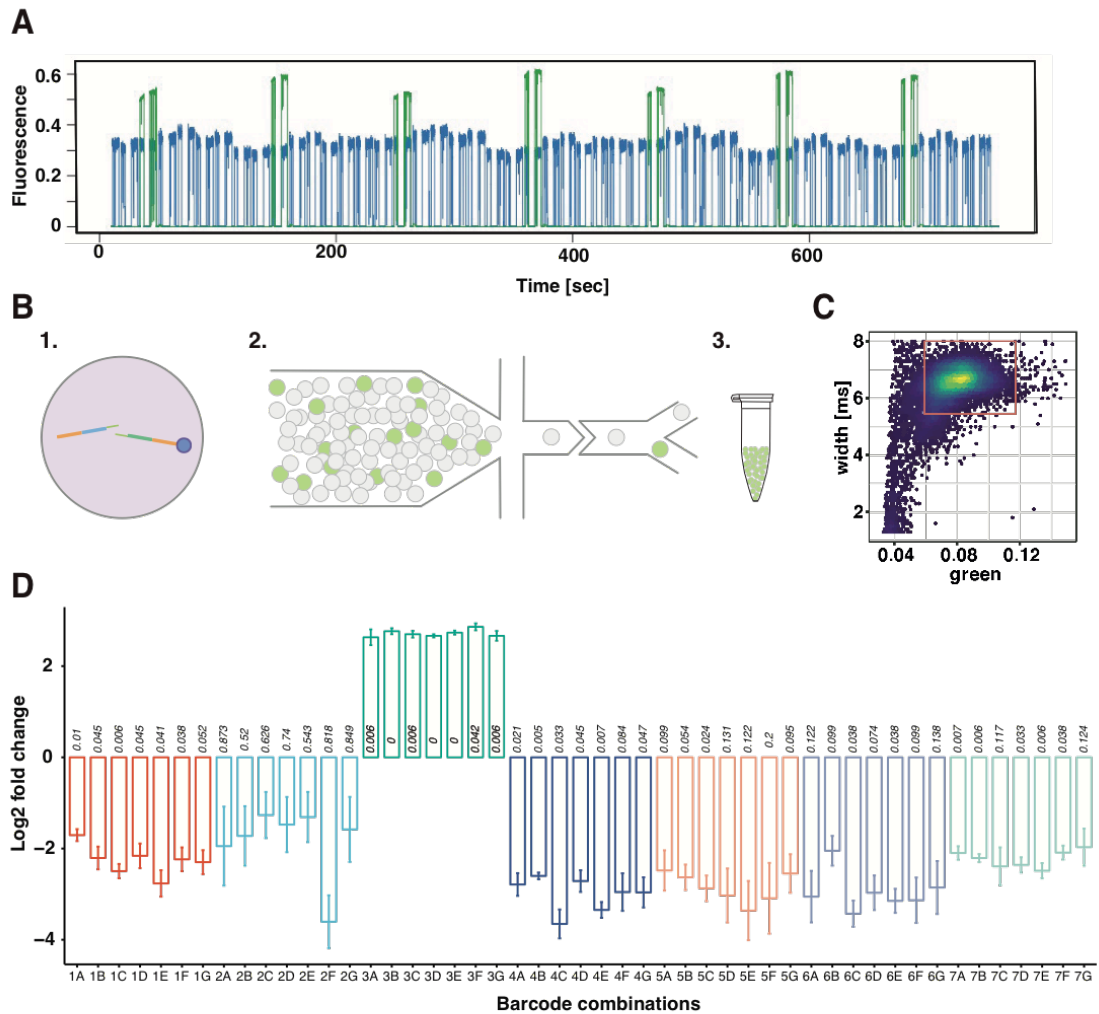 A
Fluorescence
0.6
0.4
0.2
0
0 200 400 600
Time [sec]
B
1. 2. 3.
C
width [ms]
8
6
4
2
0.04 0.08 0.12
green
D
Log2 fold change
2
0
−2
−4
0.01 0.045 0.006 0.045 0.041 0.038 0.052 0.873 0.52 0.626 0.74 0.543 0.818 0.849 0.006 0 0.006 0 0 0.042 0.006 0.021 0.005 0.033 0.045 0.007 0.084 0.047 0.099 0.054 0.024 0.131 0.122 0.2 0.095 0.122 0.099 0.038 0.074 0.038 0.099 0.138 0.007 0.006 0.117 0.033 0.006 0.038 0.124
1A 1B 1C 1D 1E 1F 1G 2A 2B 2C 2D 2E 2F 2G 3A 3B 3C 3D 3E 3F 3G 4A 4B 4C 4D 4E 4F 4G 5A 5B 5C 5D 5E 5F 5G 6A 6B 6C 6D 6E 6F 6G 7A 7B 7C 7D 7E 7F 7G
Barcode combinations